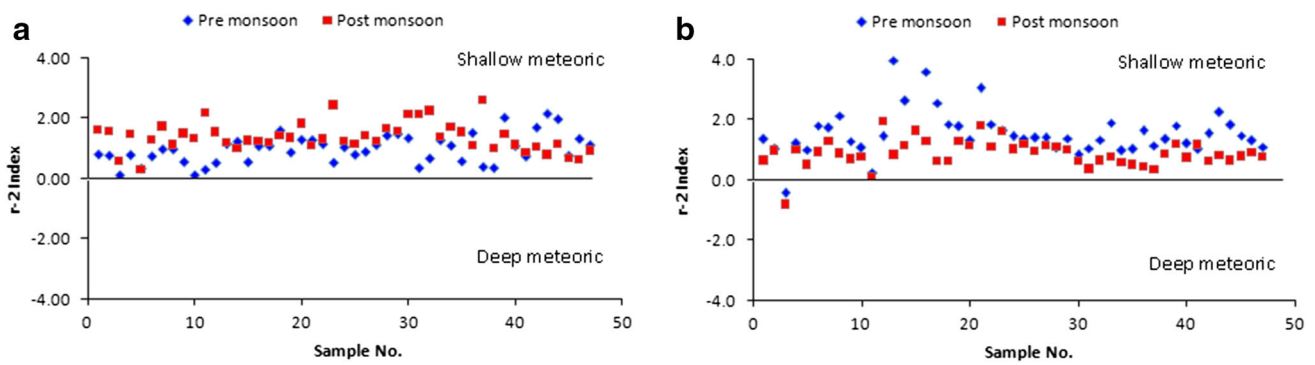 a
Pre monsoon Post monsoon
4.00
2.00
0.00
-2.00
-4.00
r-2 Index
Shallow meteoric
Deep meteoric
0 10 20 30 40 50
Sample No.
b
Pre monsoon Post monsoon
4.0
2.0
0.0
-2.0
-4.0
r-2 Index
Shallow meteoric
Deep meteoric
0 10 20 30 40 50
Sample No.